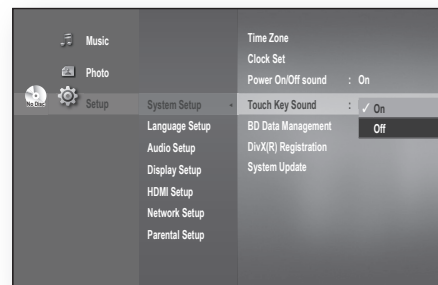 Music
Photo
No Disc
Setup
System Setup
Language Setup
Audio Setup
Display Setup
HDMI Setup
Network Setup
Parental Setup
Time Zone
Clock Set
Power On/Off sound : On
Touch Key Sound : ✓ On
Off
BD Data Management
DivX(R) Registration
System Update